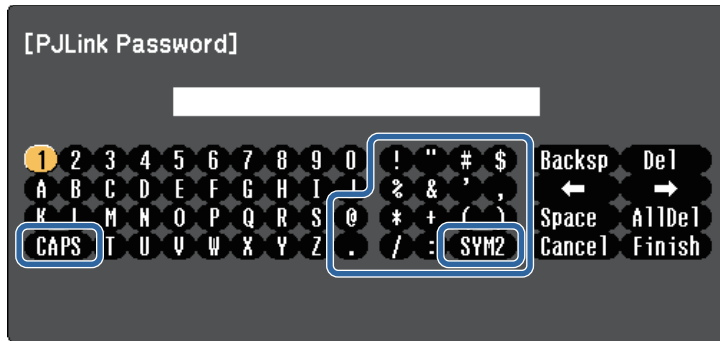 [PJLink Password]
1 2 3 4 5 6 7 8 9 0 ! " # $ Backsp Del
A B C D E F G H I J % & ' , ← →
K L M N O P Q R S @ * + ( ) Space AllDel
CAPS T U V W X Y Z . / : SYM2 Cancel Finish